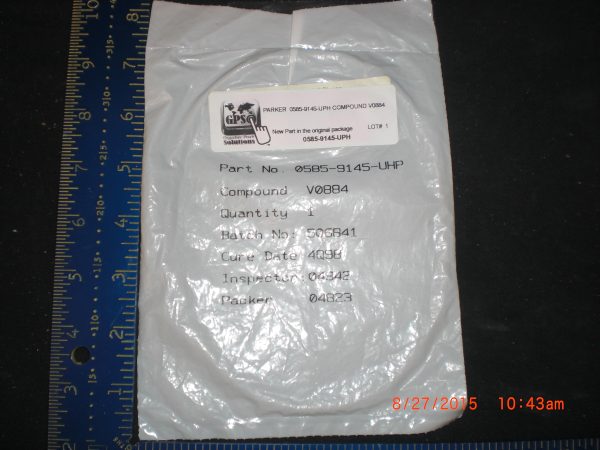 PARKER 0585-9145-UPH COMPOUND V0884
GPS
Solutions
New Part in the original package
LOT# 1
0585-9145-UPH
Part No. 0585-9145-UHP
Compound V0884
Quantity 1
Batch No: 506841
Cure Date 4Q98
Inspector 04342
Packer 04823
8/27/2015 10:43am